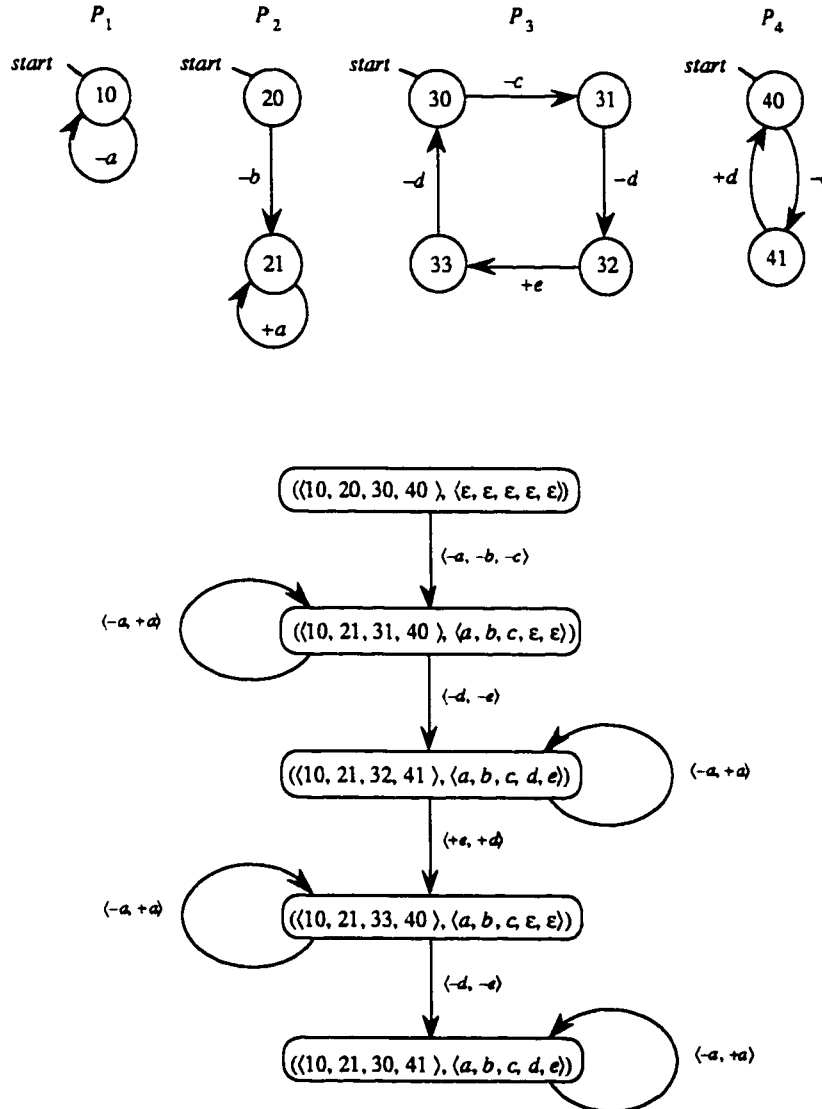 P1 P2 P3 P4
start start start start
10 20 30 –c 31 40
–a –b –d –d +d
21 33 +e 32 41
+a
(⟨10, 20, 30, 40 ⟩, ⟨ε, ε, ε, ε, ε⟩)
⟨–a, –b, –c⟩
⟨–a, +a⟩
(⟨10, 21, 31, 40 ⟩, ⟨a, b, c, ε, ε⟩)
⟨–d, –e⟩
(⟨10, 21, 32, 41 ⟩, ⟨a, b, c, d, e⟩)
⟨–a, +a⟩
⟨+e, +d⟩
⟨–a, +a⟩
(⟨10, 21, 33, 40 ⟩, ⟨a, b, c, ε, ε⟩)
⟨–d, –e⟩
(⟨10, 21, 30, 41 ⟩, ⟨a, b, c, d, e⟩)
⟨–a, +a⟩